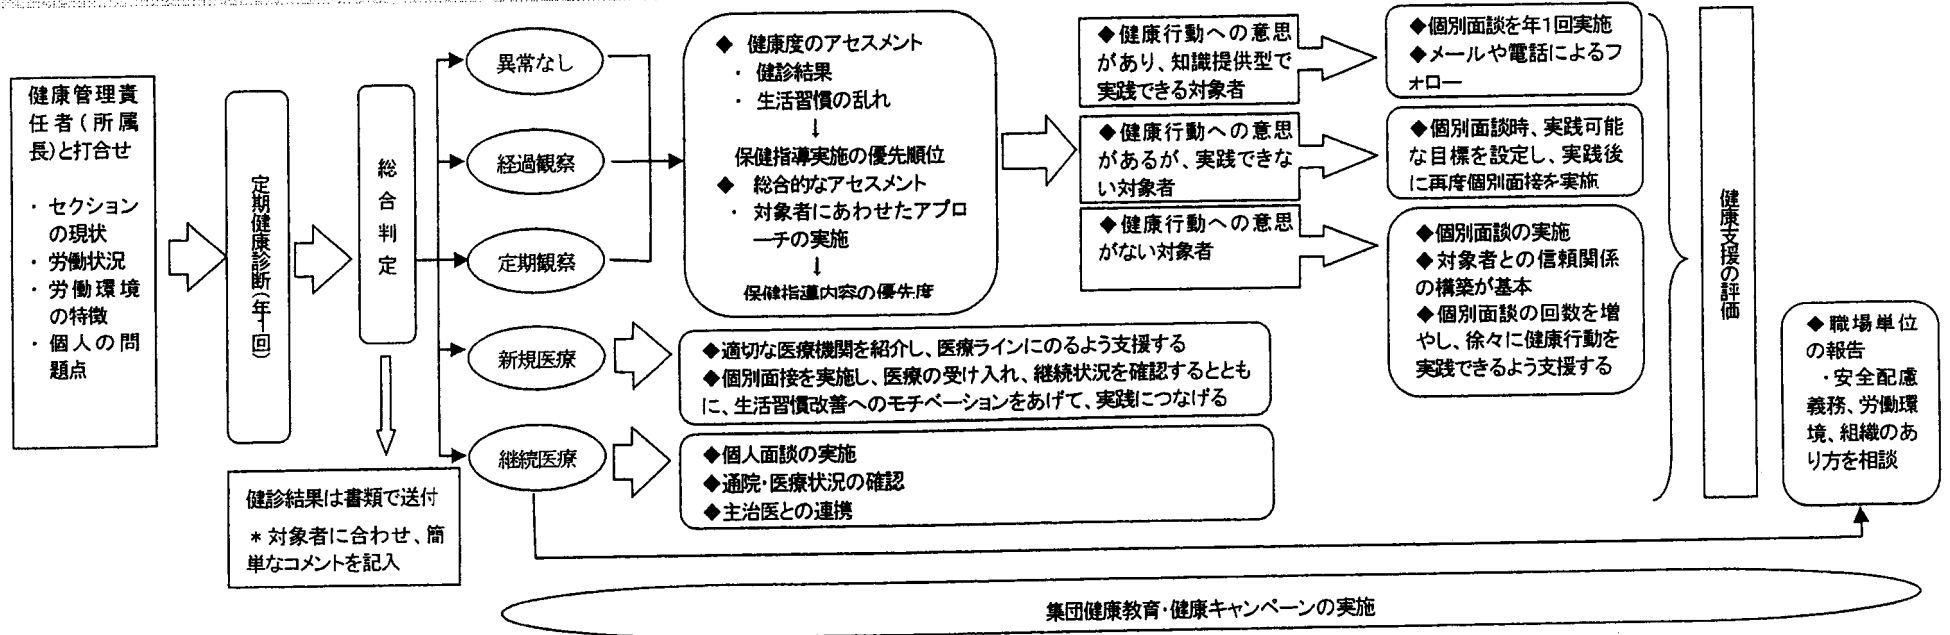 健康管理責
任者(所属
長)と打合せ
・ セクション
の現状
・ 労働状況
・ 労働環境
の特徴
・ 個人の問
題点
定期健康診断(年一回)
総合判定
健診結果は書類で送付
*対象者に合わせ、簡
単なコメントを記入
異常なし
経過観察
定期観察
新規医療
継続医療
◆ 健康度のアセスメント
・ 健診結果
・ 生活習慣の乱れ
↓
保健指導実施の優先順位
◆ 総合的なアセスメント
・ 対象者にあわせたアプロ
ーチの実施
↓
保健指導内容の優先度
◆適切な医療機関を紹介し、医療ラインにのるよう支援する
◆個別面接を実施し、医療の受け入れ、継続状況を確認するととも
に、生活習慣改善へのモチベーションをあげて、実践につなげる
◆個人面談の実施
◆通院・医療状況の確認
◆主治医との連携
◆健康行動への意思
があり、知識提供型で
実践できる対象者
◆健康行動への意思
があるが、実践できな
い対象者
◆健康行動への意思
がない対象者
◆個別面談を年1回実施
◆メールや電話によるフ
ォロー
◆個別面談時、実践可能
な目標を設定し、実践後
に再度個別面接を実施
◆個別面談の実施
◆対象者との信頼関係
の構築が基本
◆個別面談の回数を増
やし、徐々に健康行動を
実践できるよう支援する
健康支援の評価
◆職場単位
の報告
・安全配慮
義務、労働環
境、組織のあ
り方を相談
集団健康教育・健康キャンペーンの実施